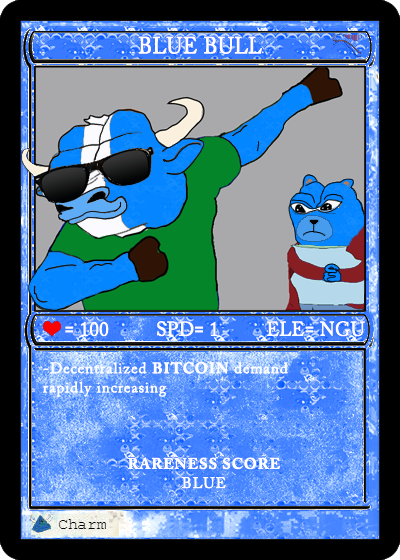 BLUE BULL
= 100 SPD= 1 ELE= NGU
-Decentralized BITCOIN demand
rapidly increasing
RARENESS SCORE
BLUE
Charm